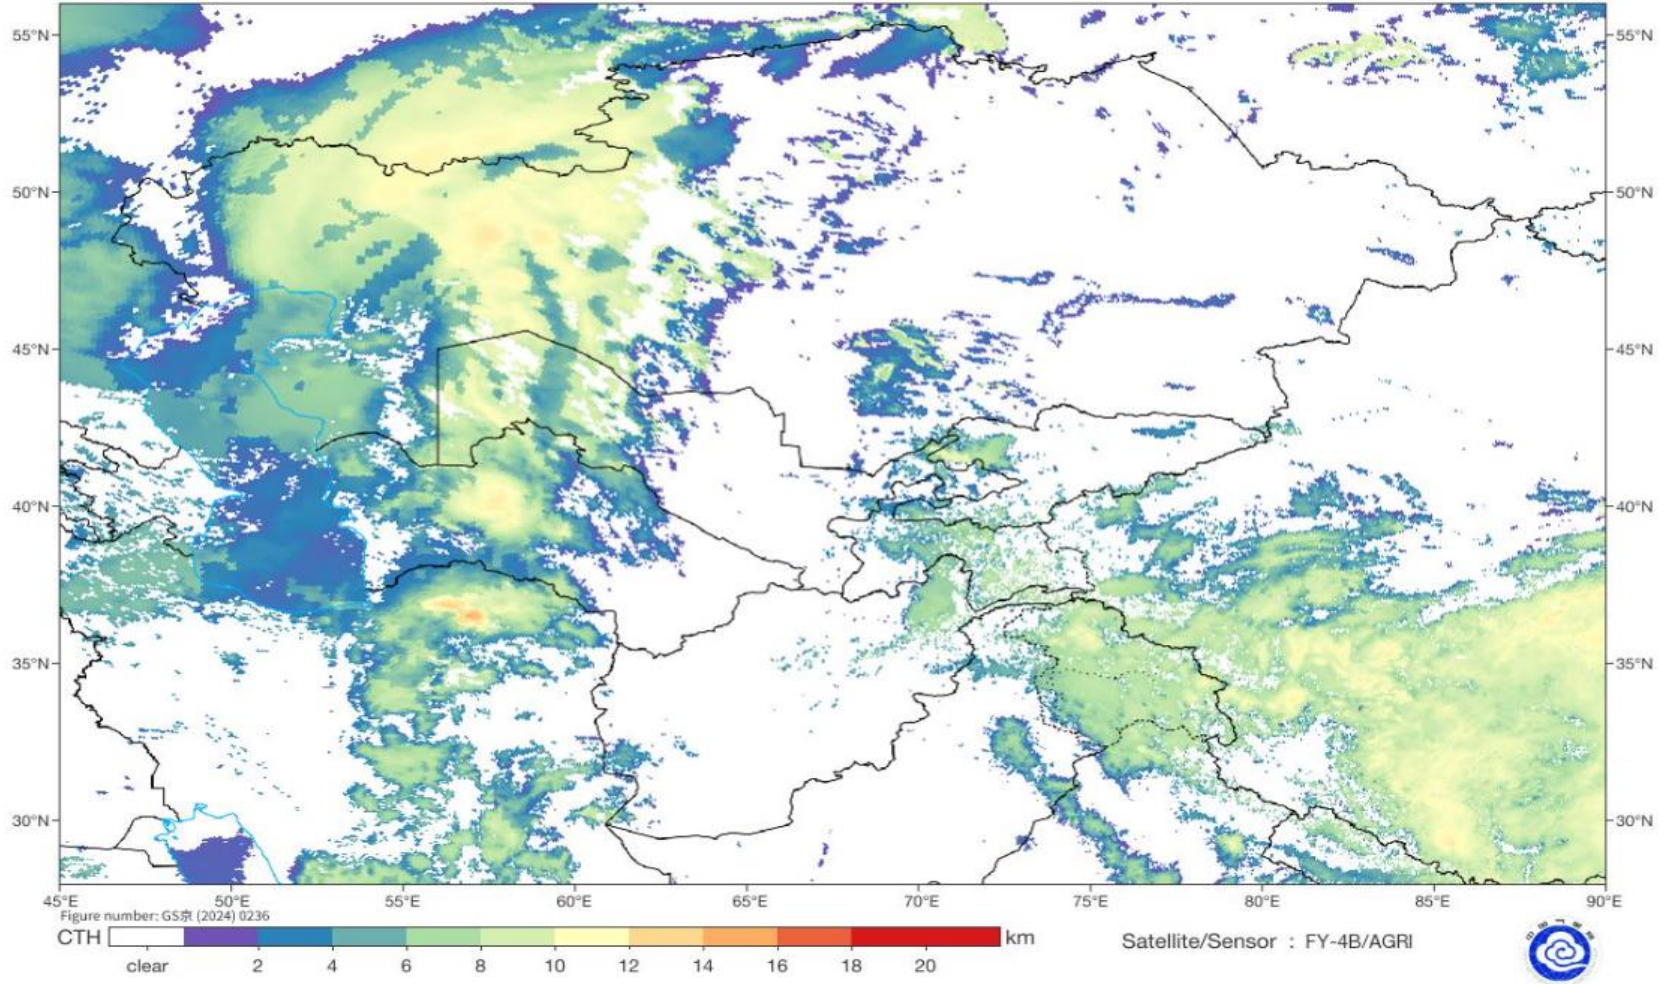 55°N 55°N
50°N 50°N
45°N 45°N
40°N 40°N
35°N 35°N
30°N 30°N
45°E 50°E 55°E 60°E 65°E 70°E 75°E 80°E 85°E 90°E
Figure number: GS京 (2024) 0236
CTH km
clear 2 4 6 8 10 12 14 16 18 20
Satellite/Sensor : FY-4B/AGRI